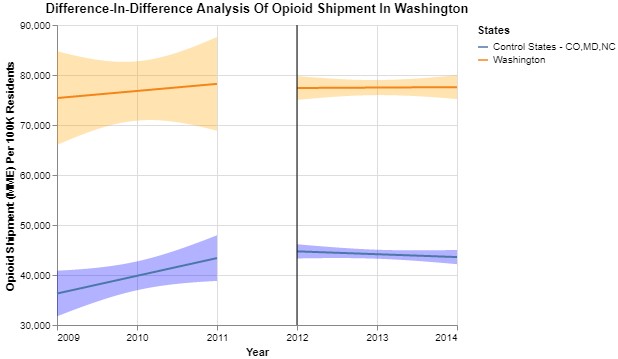 Difference-In-Difference Analysis Of Opioid Shipment In Washington
Opioid Shipment (MME) Per 100K Residents
90,000
80,000
70,000
60,000
50,000
40,000
30,000
2009 2010 2011 2012 2013 2014
Year
States
Control States - CO,MD,NC
Washington